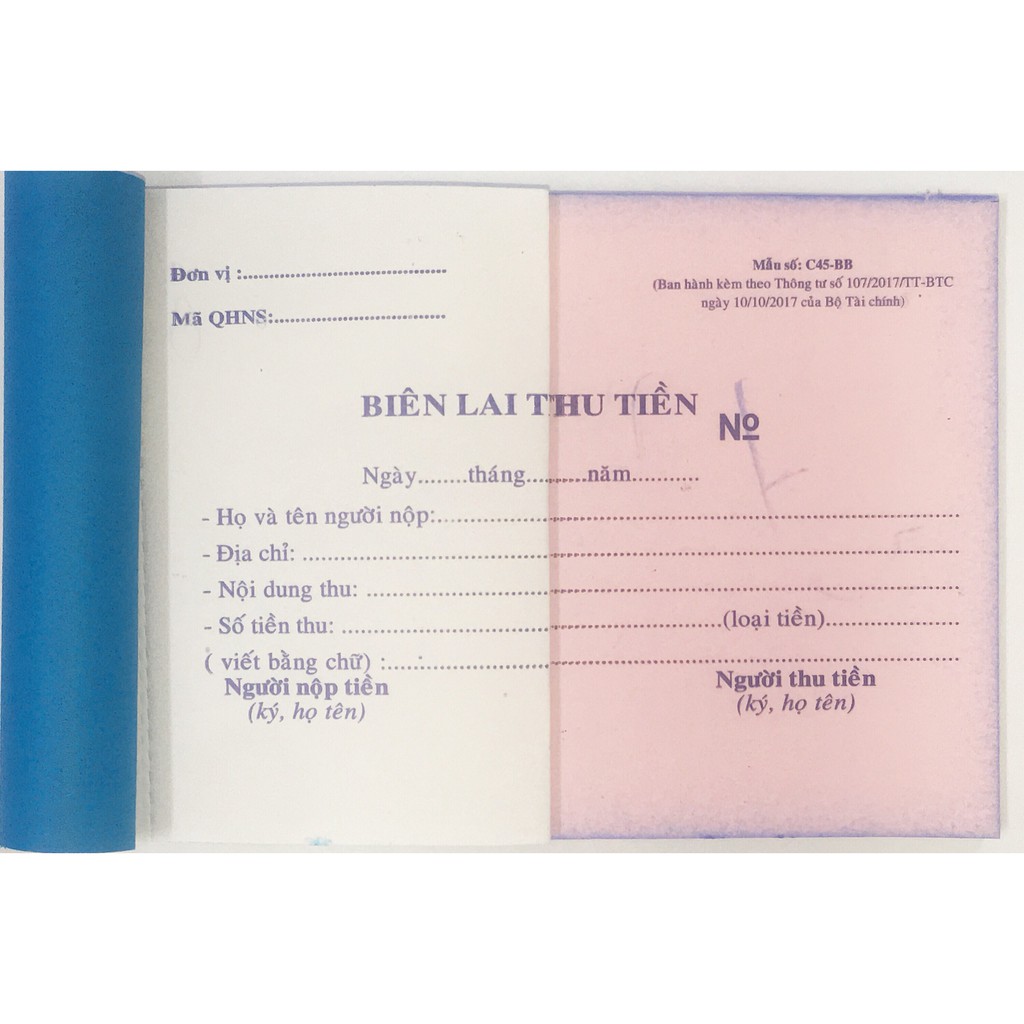 Đơn vị :..........................................
Mã QHNS:...................................
Mẫu số: C45-BB
(Ban hành kèm theo Thông tư số 107/2017/TT-BTC
ngày 10/10/2017 của Bộ Tài chính)
BIÊN LAI THU TIỀN
Nº
Ngày........tháng..........năm...........
- Họ và tên người nộp:..........................................................................
- Địa chỉ: ..........................................................................
- Nội dung thu: ..........................................................................
- Số tiền thu: ..................................................(loại tiền)......................
( viết bằng chữ) :..........................................................................
Người nộp tiền
(ký, họ tên)
Người thu tiền
(ký, họ tên)